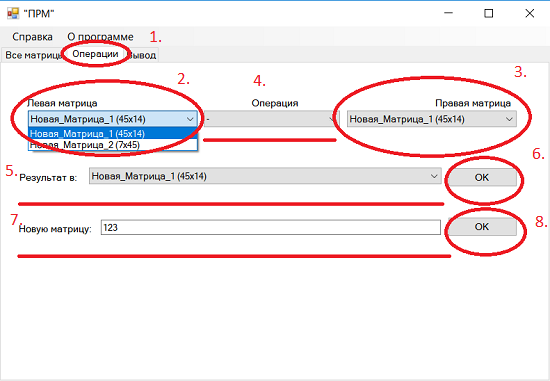 "ПРМ"
Справка О программе 1.
Все матрицы Операции Вывод
2. 4. 3.
Левая матрица Операция Правая матрица
Новая_Матрица_1 (45x14) - Новая_Матрица_1 (45x14)
Новая_Матрица_1 (45x14)
Новая_Матрица_2 (7x45)
5. Результат в: Новая_Матрица_1 (45x14) OK 6.
7. Новую матрицу: 123 OK 8.